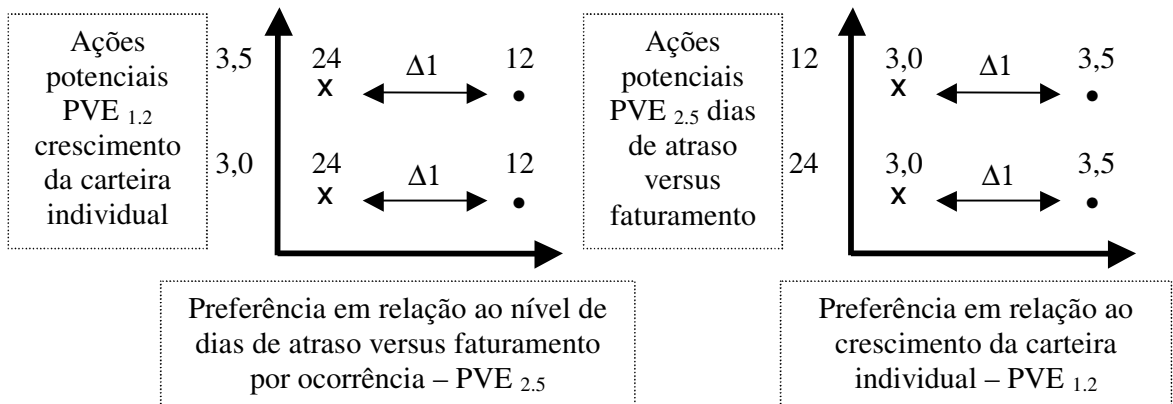 Ações
potenciais
PVE 1.2
crescimento
da carteira
individual
3,5
24
x
Δ1
12
3,0
24
x
Δ1
12
Preferência em relação ao nível de
dias de atraso versus faturamento
por ocorrência – PVE 2.5
Ações
potenciais
PVE 2.5 dias
de atraso
versus
faturamento
12
3,0
x
Δ1
3,5
24
3,0
x
Δ1
3,5
Preferência em relação ao
crescimento da carteira
individual – PVE 1.2